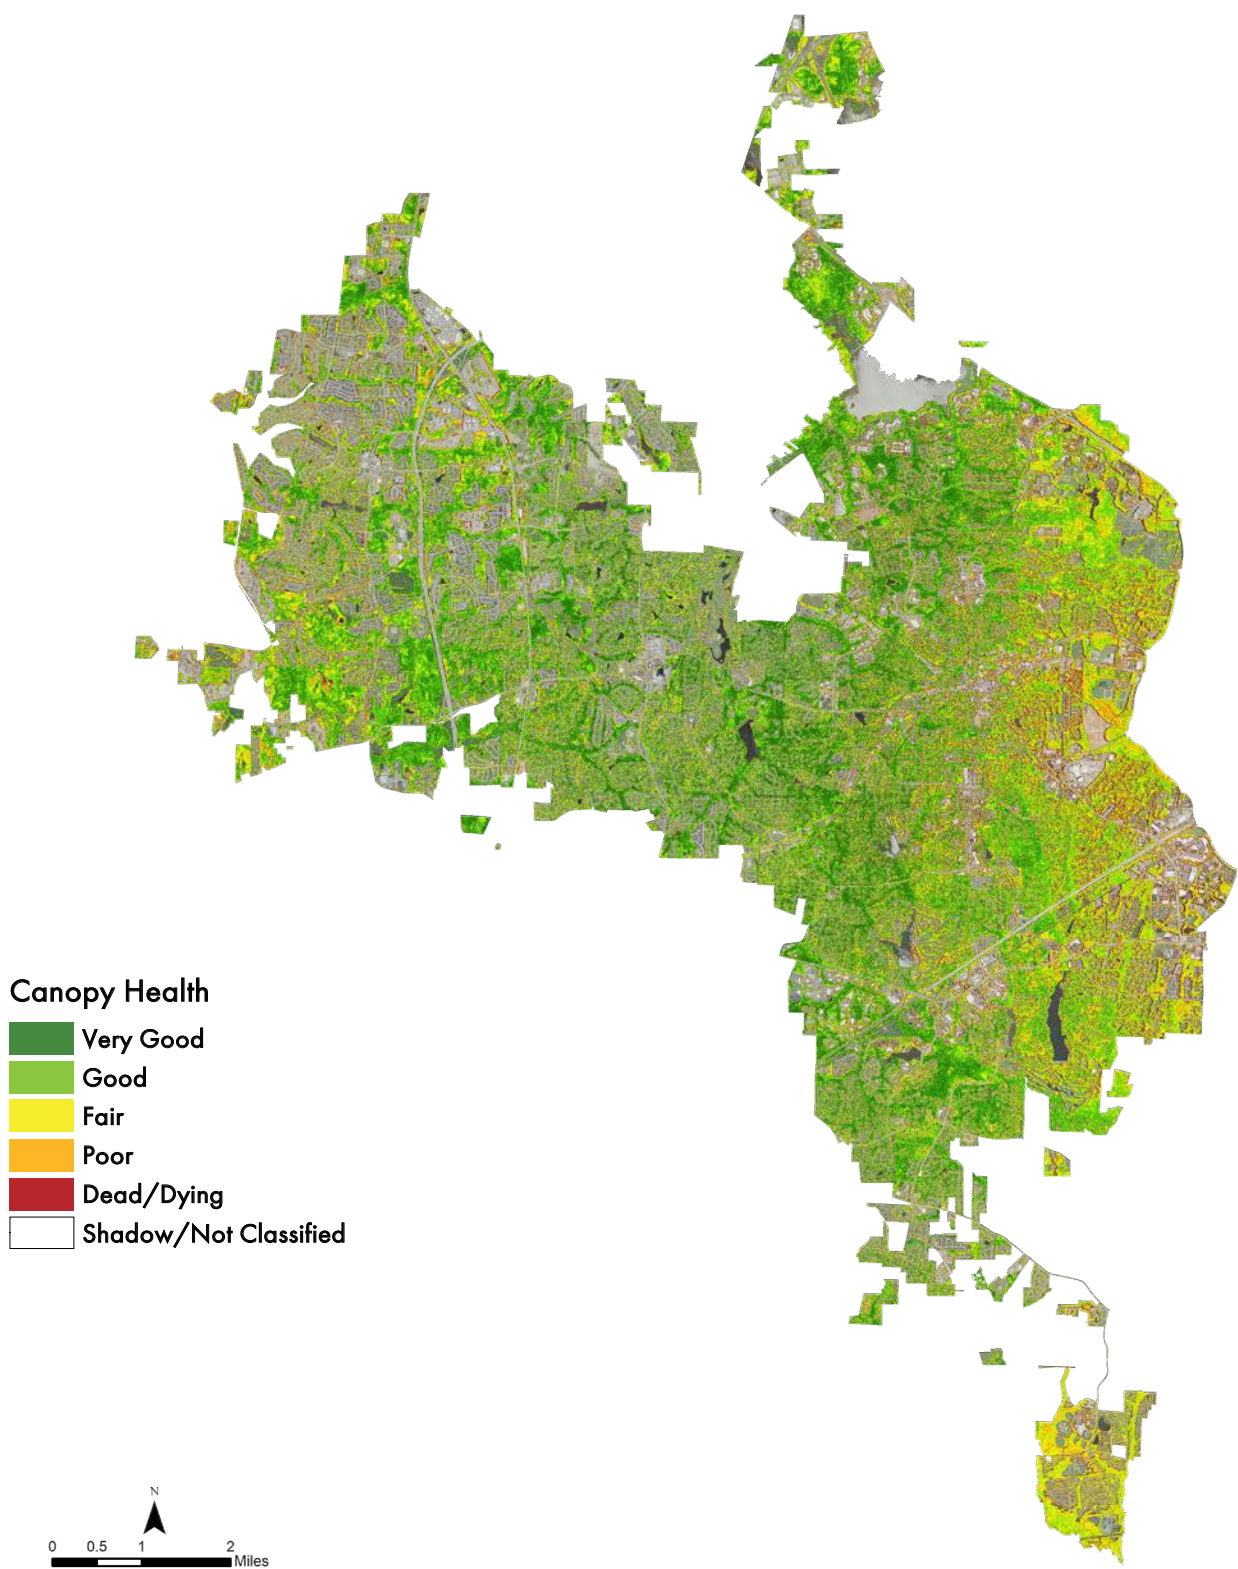 Canopy Health
Very Good
Good
Fair
Poor
Dead/Dying
Shadow/Not Classified
N
0 0.5 1 2
Miles